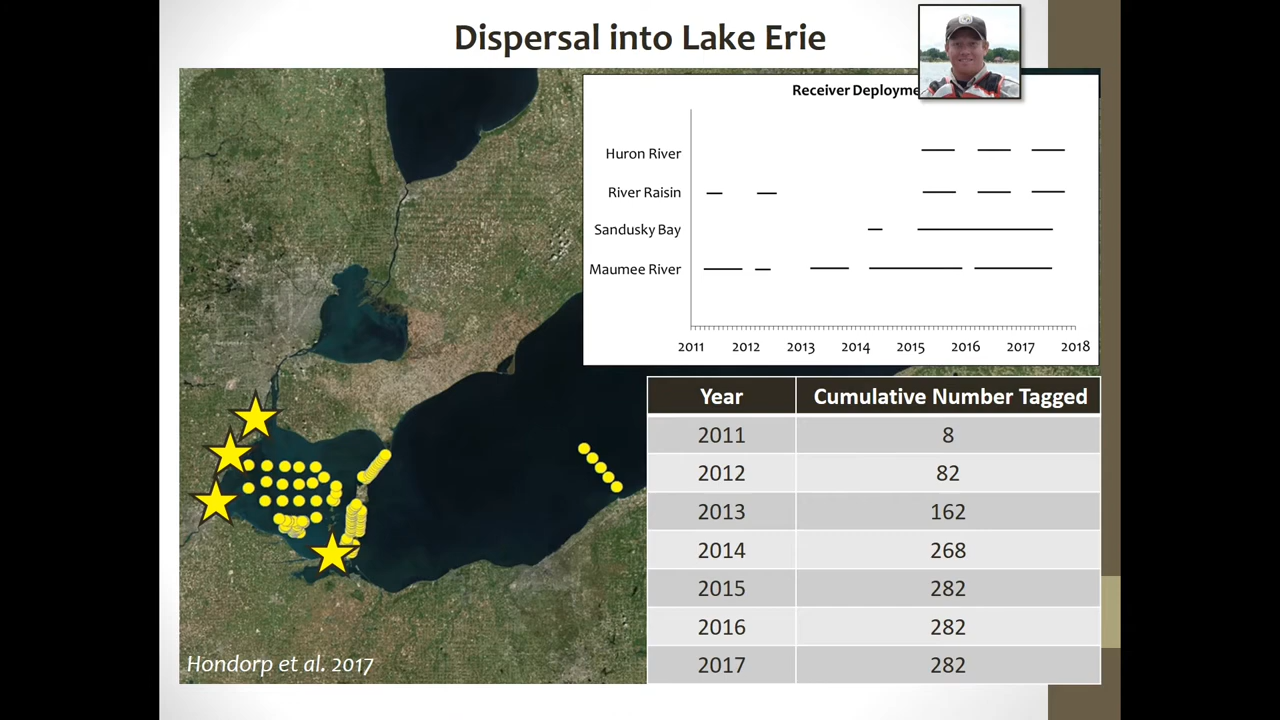 Dispersal into Lake Erie
Receiver Deployme
Huron River
River Raisin
Sandusky Bay
Maumee River
2011 2012 2013 2014 2015 2016 2017 2018
Year Cumulative Number Tagged
2011 8
2012 82
2013 162
2014 268
2015 282
2016 282
2017 282
Hondorp et al. 2017